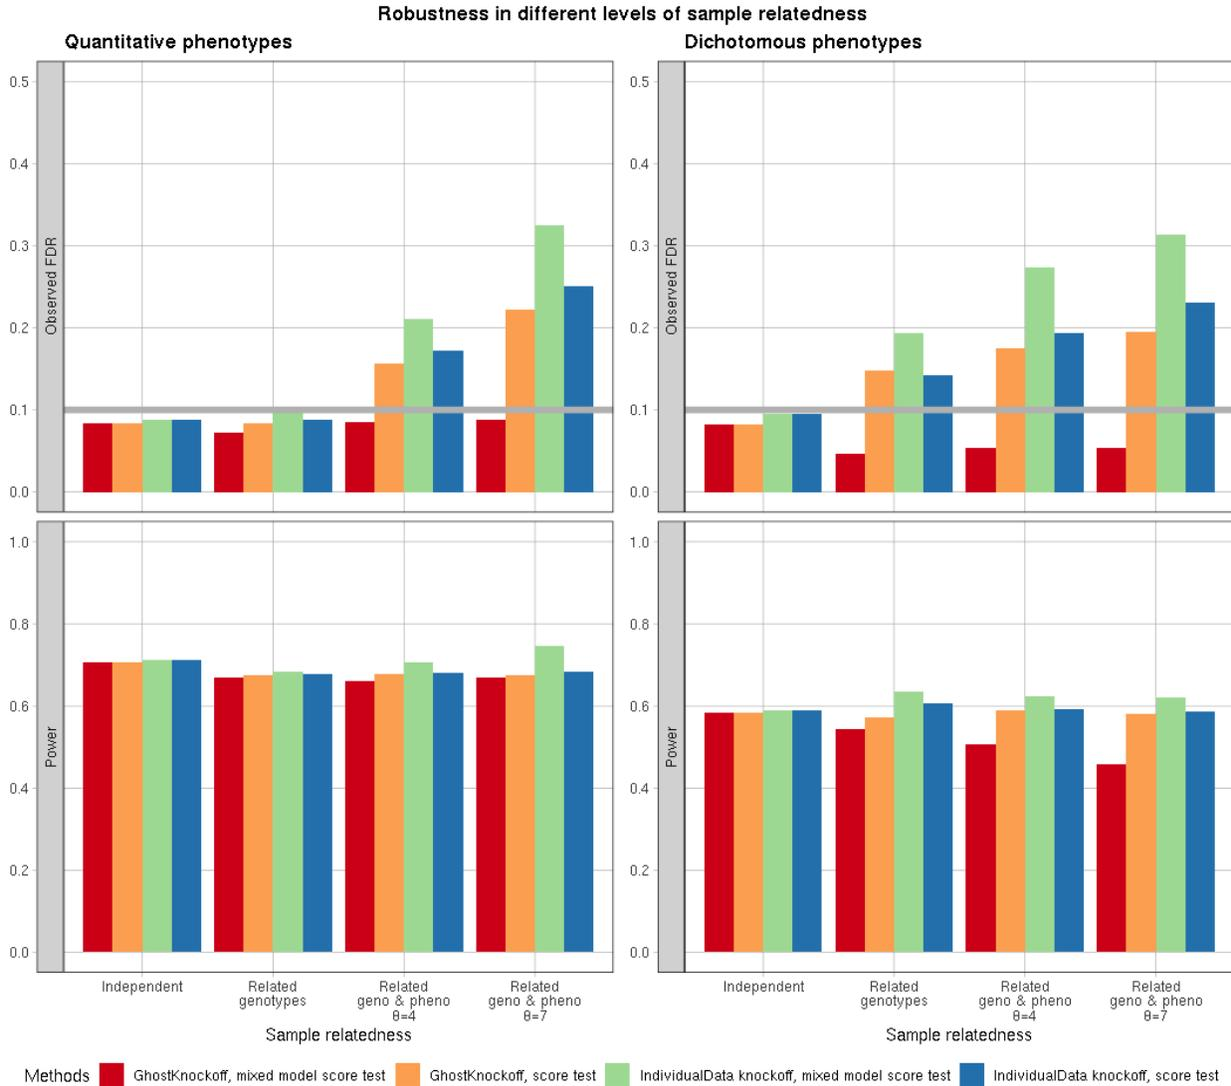 Robustness in different levels of sample relatedness
Quantitative phenotypes
Dichotomous phenotypes
Observed FDR
0.5
0.4
0.3
0.2
0.1
0.0
Observed FDR
0.5
0.4
0.3
0.2
0.1
0.0
Power
1.0
0.8
0.6
0.4
0.2
0.0
Power
1.0
0.8
0.6
0.4
0.2
0.0
Independent
Related
genotypes
Related
geno & pheno
θ=4
Related
geno & pheno
θ=7
Sample relatedness
Independent
Related
genotypes
Related
geno & pheno
θ=4
Related
geno & pheno
θ=7
Sample relatedness
Methods GhostKnockoff, mixed model score test GhostKnockoff, score test IndividualData knockoff, mixed model score test IndividualData knockoff, score test